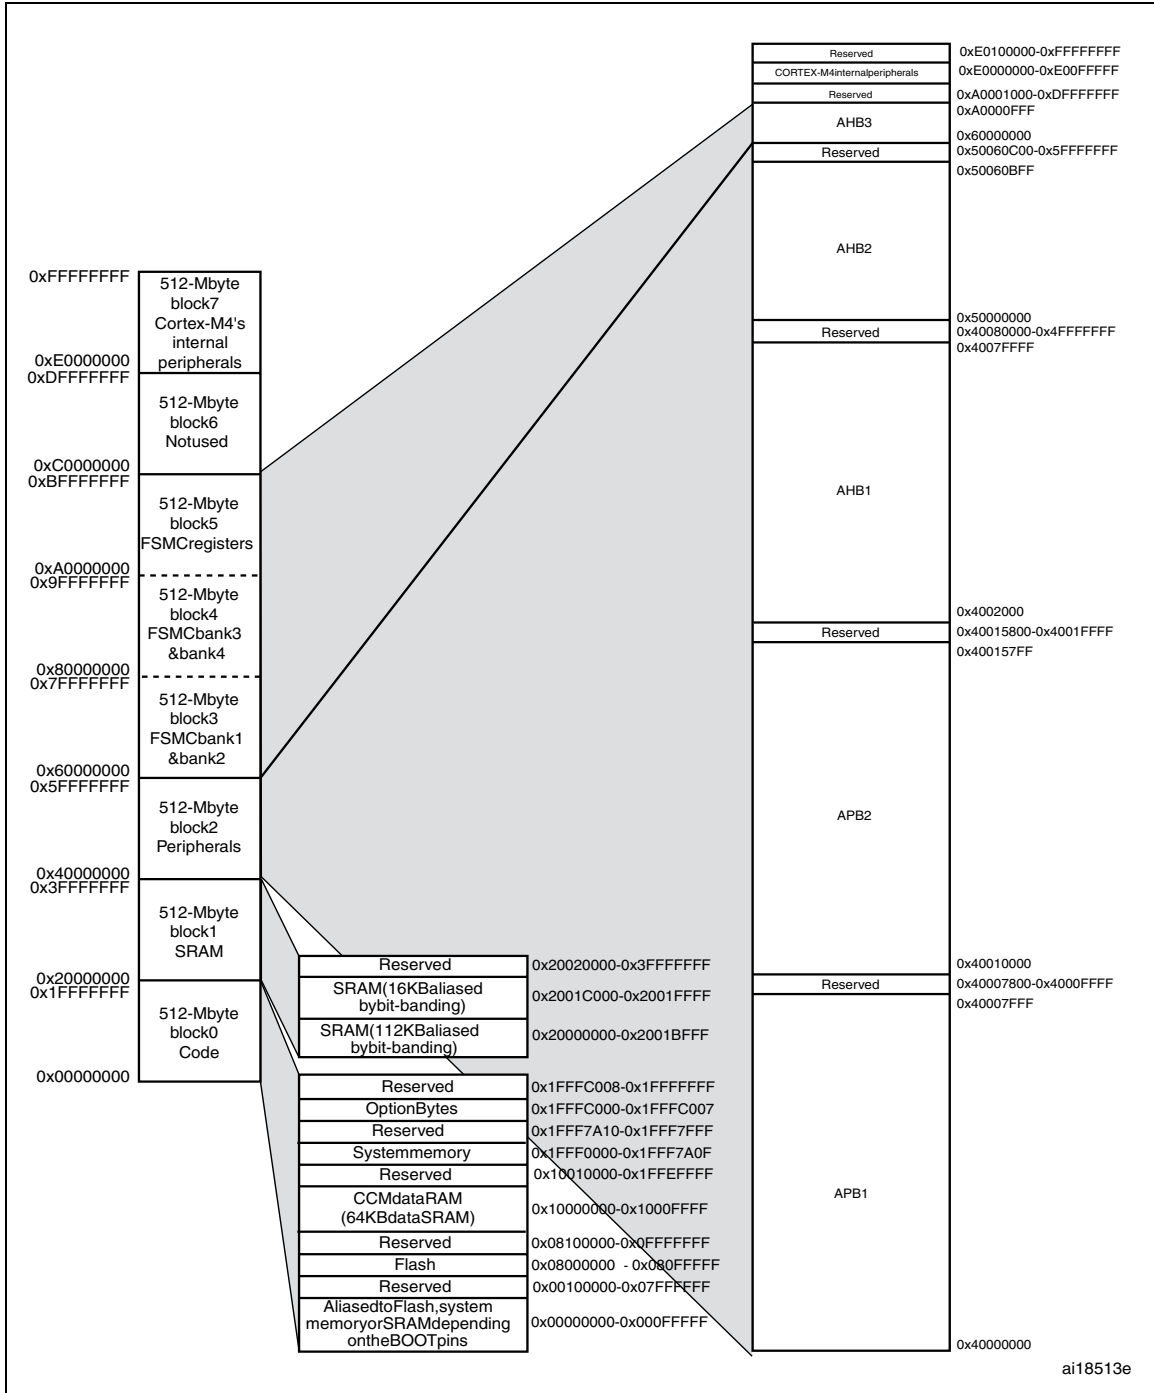 Reserved 0xE0100000-0xFFFFFFFF
CORTEX-M4internalperipherals 0xE0000000-0xE00FFFFF
Reserved 0xA0001000-0xDFFFFFFF
0xA0000FFF
AHB3
0x60000000
Reserved 0x50060C00-0x5FFFFFFF
0x50060BFF
AHB2
0x50000000
Reserved 0x40080000-0x4FFFFFFF
0x4007FFFF
AHB1
0x4002000
Reserved 0x40015800-0x4001FFFF
0x400157FF
APB2
0x40010000
Reserved 0x40007800-0x4000FFFF
0x40007FFF
APB1
0x40000000
0xFFFFFFFF
512-Mbyte
block7
Cortex-M4's
internal
peripherals
0xE0000000
0xDFFFFFFF
512-Mbyte
block6
Notused
0xC0000000
0xBFFFFFFF
512-Mbyte
block5
FSMCregisters
0xA0000000
0x9FFFFFFF
512-Mbyte
block4
FSMCbank3
&bank4
0x80000000
0x7FFFFFFF
512-Mbyte
block3
FSMCbank1
&bank2
0x60000000
0x5FFFFFFF
512-Mbyte
block2
Peripherals
0x40000000
0x3FFFFFFF
512-Mbyte
block1
SRAM
0x20000000
0x1FFFFFFF
512-Mbyte
block0
Code
0x00000000
Reserved 0x20020000-0x3FFFFFFF
SRAM(16KBaliased
bybit-banding) 0x2001C000-0x2001FFFF
SRAM(112KBaliased
bybit-banding) 0x20000000-0x2001BFFF
Reserved 0x1FFFC008-0x1FFFFFFF
OptionBytes 0x1FFFC000-0x1FFFC007
Reserved 0x1FFF7A10-0x1FFF7FFF
Systemmemory 0x1FFF0000-0x1FFF7A0F
Reserved 0x10010000-0x1FFEFFFF
CCMdataRAM
(64KBdataSRAM) 0x10000000-0x1000FFFF
Reserved 0x08100000-0x0FFFFFFF
Flash 0x08000000 - 0x080FFFFF
Reserved 0x00100000-0x07FFFFFF
AliasedtoFlash,system
memoryorSRAMdepending
ontheBOOTpins 0x00000000-0x000FFFFF
ai18513e